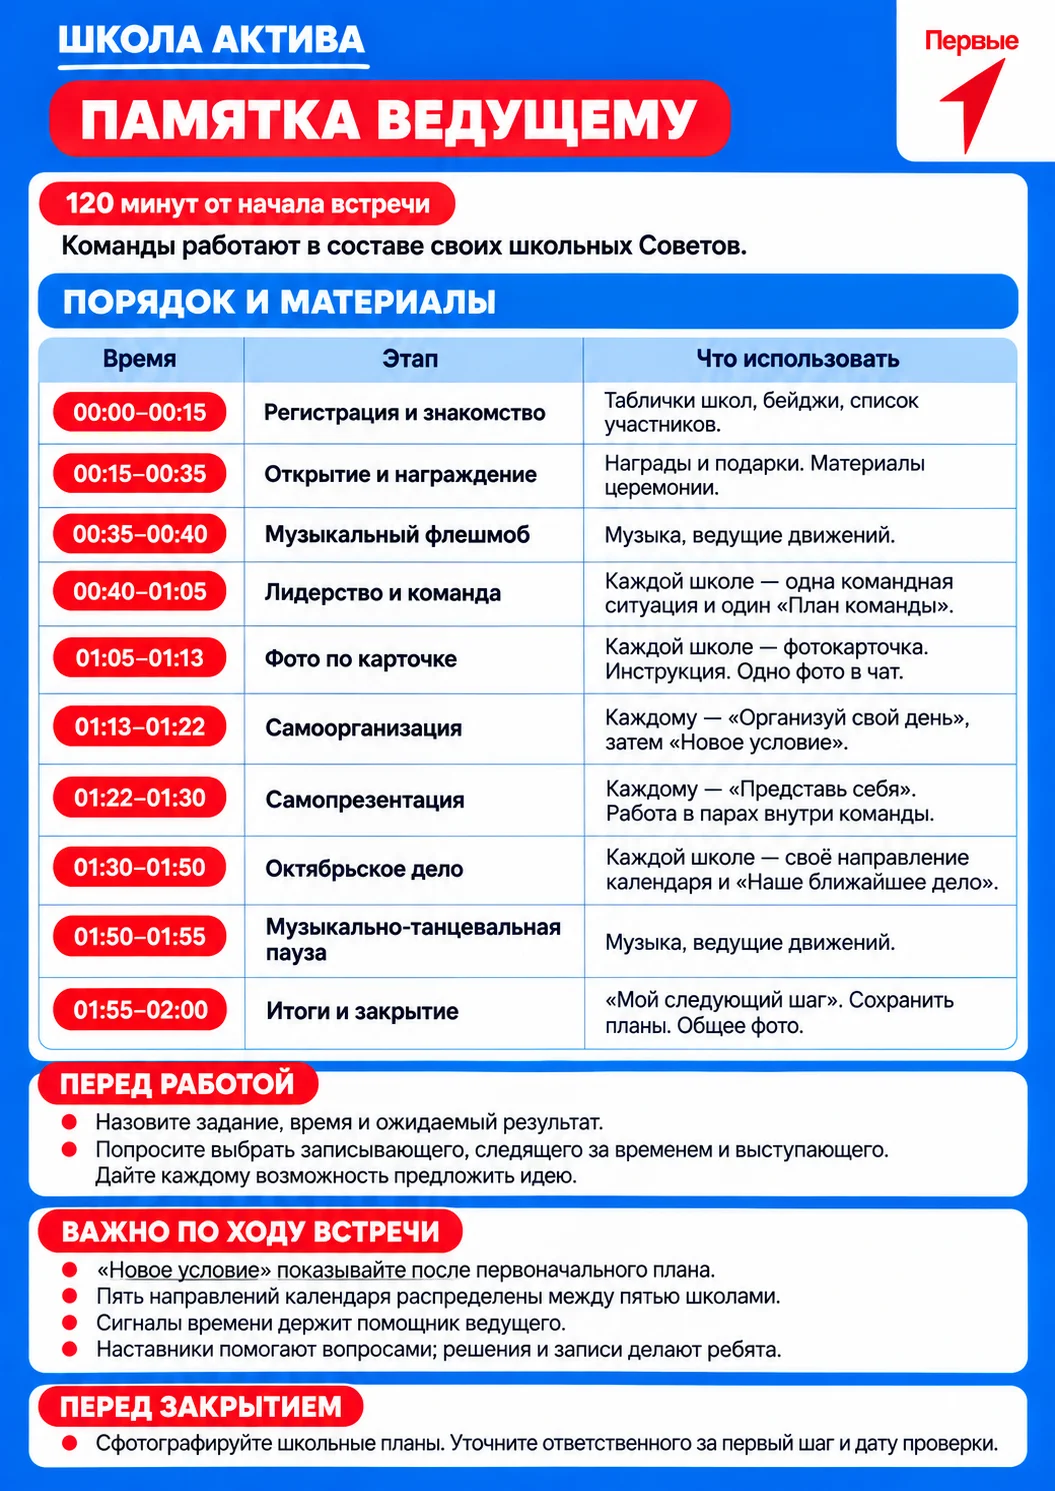 ШКОЛА АКТИВА
Первые
ПАМЯТКА ВЕДУЩЕМУ
120 минут от начала встречи
Команды работают в составе своих школьных Советов.
ПОРЯДОК И МАТЕРИАЛЫ
Время Этап Что использовать
00:00–00:15 Регистрация и знакомство Таблички школ, бейджи, список
участников.
00:15–00:35 Открытие и награждение Награды и подарки. Материалы
церемонии.
00:35–00:40 Музыкальный флешмоб Музыка, ведущие движений.
00:40–01:05 Лидерство и команда Каждой школе — одна командная
ситуация и один «План команды».
01:05–01:13 Фото по карточке Каждой школе — фотокарточка.
Инструкция. Одно фото в чат.
01:13–01:22 Самоорганизация Каждому — «Организуй свой день»,
затем «Новое условие».
01:22–01:30 Самопрезентация Каждому — «Представь себя».
Работа в парах внутри команды.
01:30–01:50 Октябрьское дело Каждой школе — своё направление
календаря и «Наше ближайшее дело».
01:50–01:55 Музыкально-танцевальная
пауза Музыка, ведущие движений.
01:55–02:00 Итоги и закрытие «Мой следующий шаг». Сохранить
планы. Общее фото.
ПЕРЕД РАБОТОЙ
Назовите задание, время и ожидаемый результат.
Попросите выбрать записывающего, следящего за временем и выступающего.
Дайте каждому возможность предложить идею.
ВАЖНО ПО ХОДУ ВСТРЕЧИ
«Новое условие» показывайте после первоначального плана.
Пять направлений календаря распределены между пятью школами.
Сигналы времени держит помощник ведущего.
Наставники помогают вопросами; решения и записи делают ребята.
ПЕРЕД ЗАКРЫТИЕМ
Сфотографируйте школьные планы. Уточните ответственного за первый шаг и дату проверки.